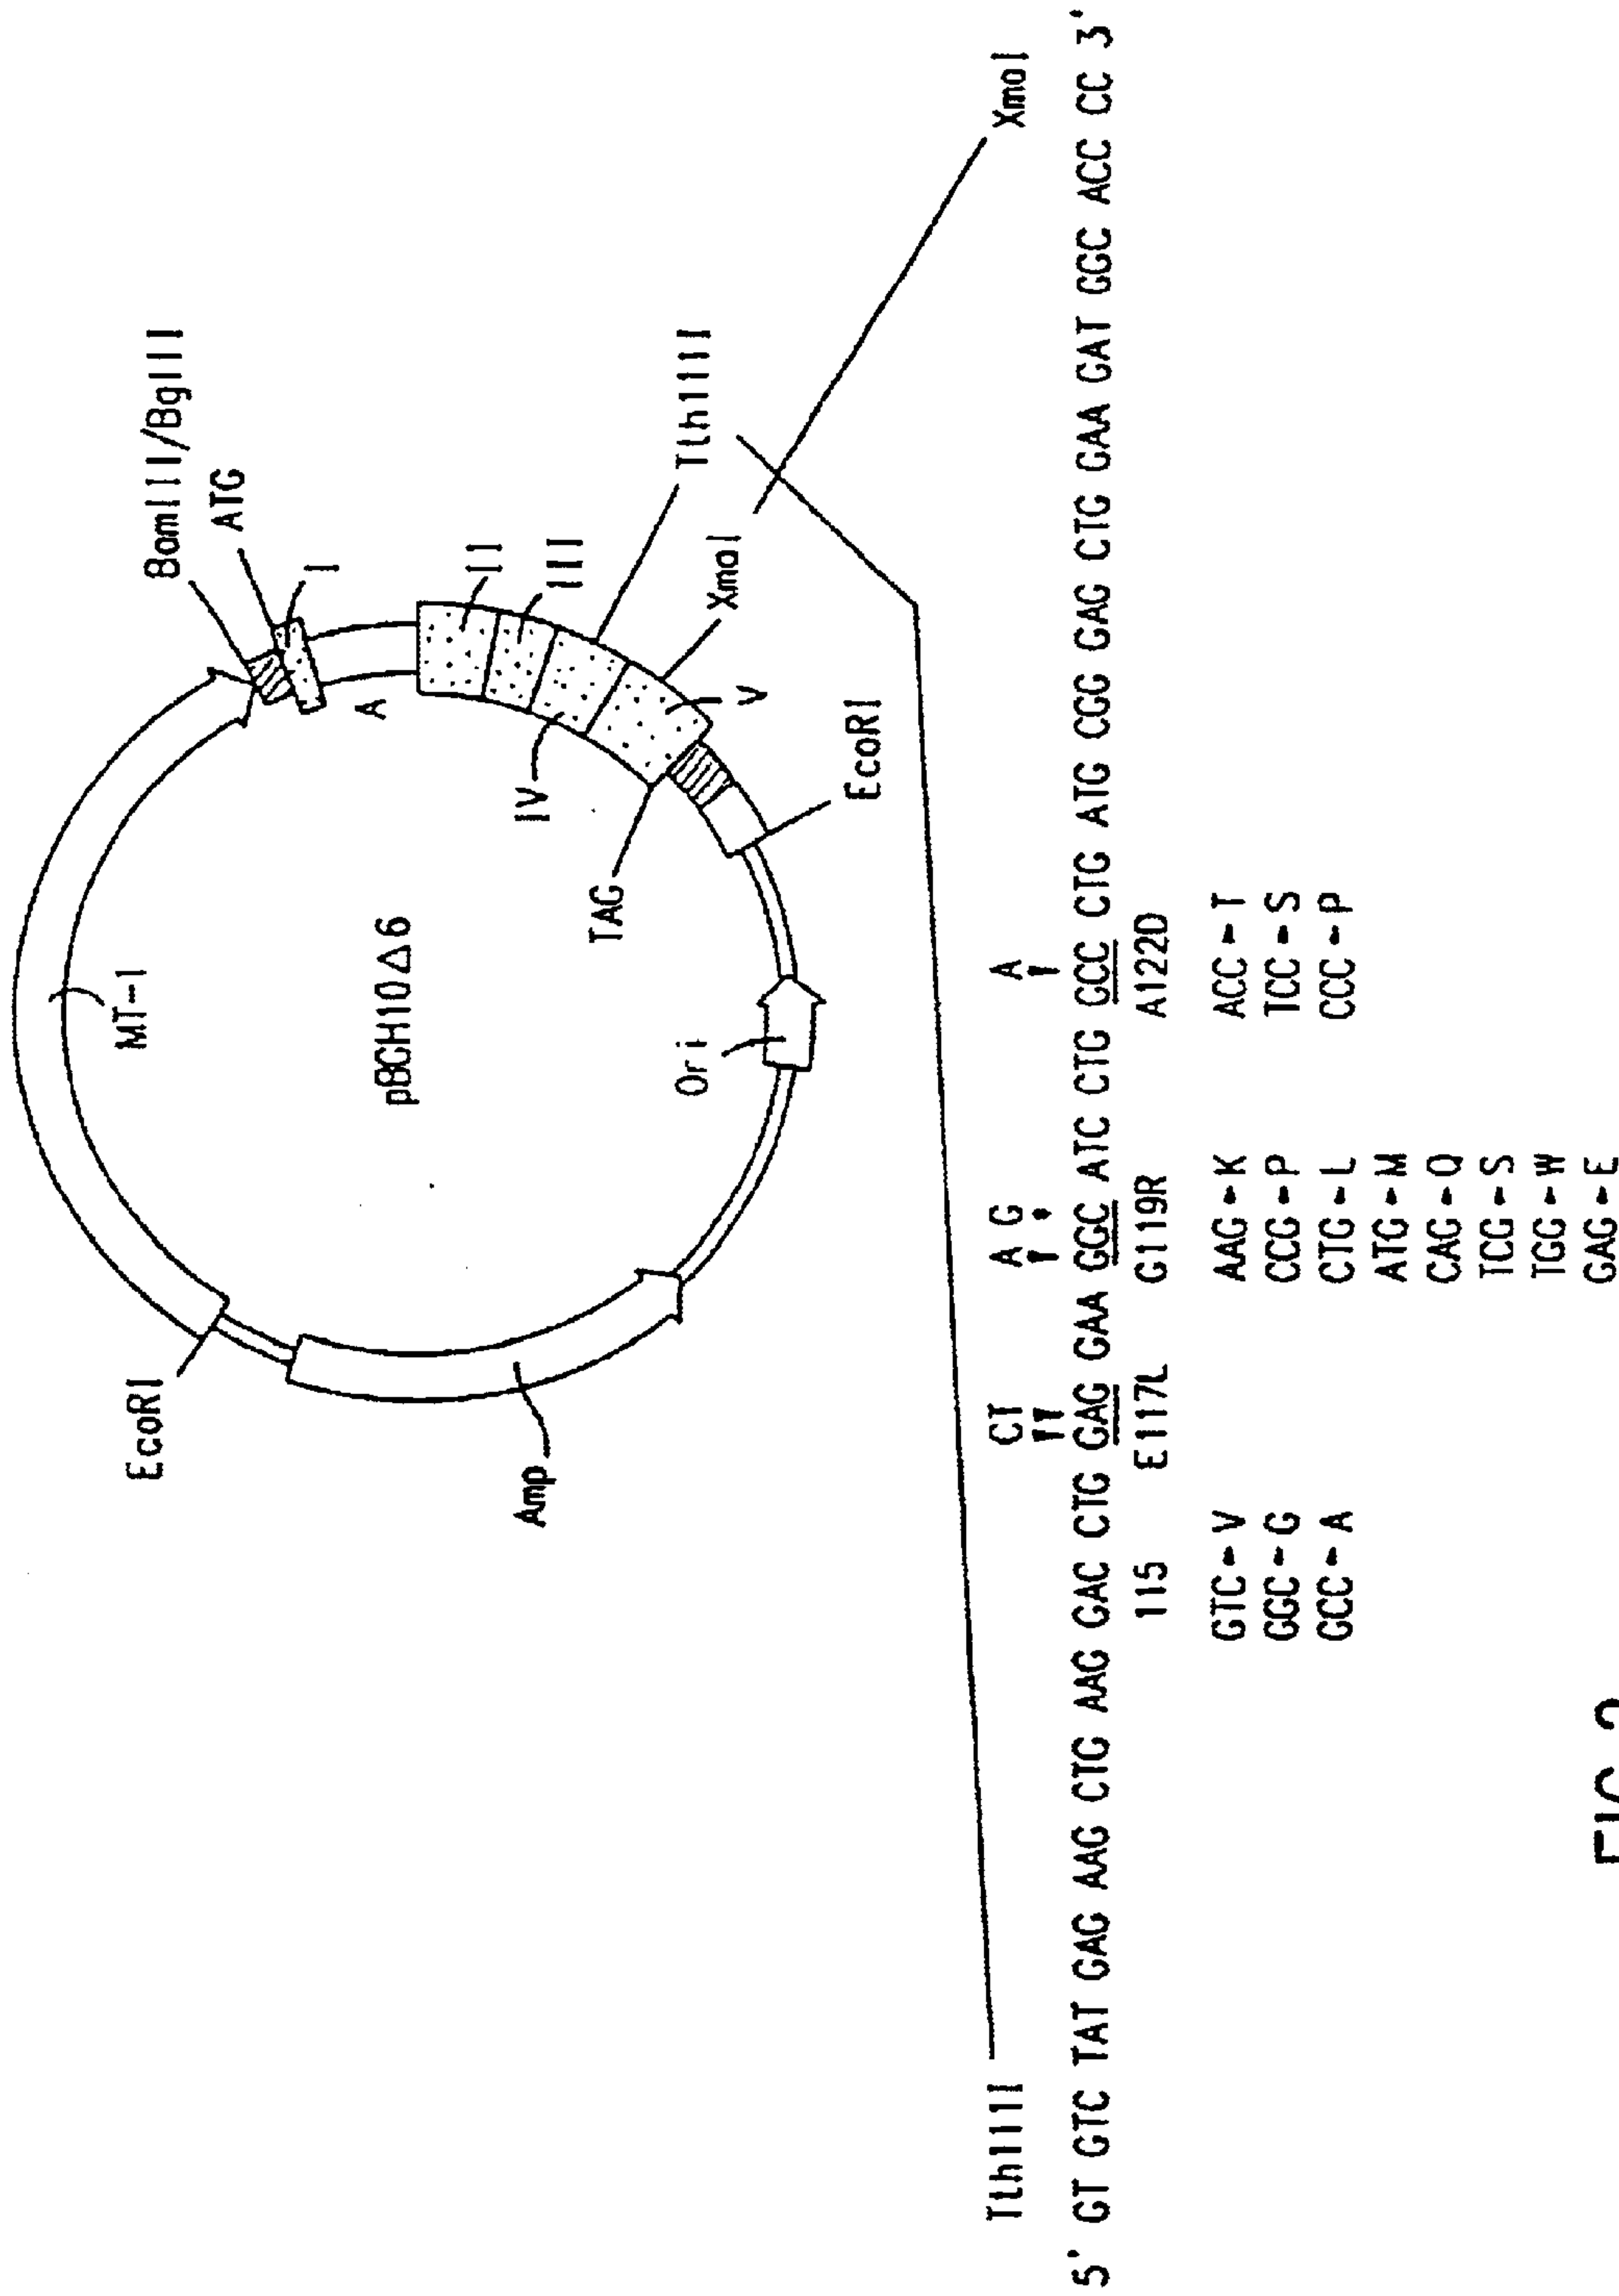 BamIII/BglII
ATG
I
A
II
III
IV
V
Tth111I
XmaI
TAG
EcoRI
MT-1
pBGH10Δ6
Ori
EcoRI
Amp
Tth111I
XmaI
CT A G A
5' GT GTC TAT GAG AAG CTG AAG GAC CTG GAG GAA GGC ATC CTG GCC CTG ATG CGG GAG CTG GAA GAT GGC ACC CC 3'
115 E117L G119R A122D
GTC V AAG K ACC T
GGC G CCG P TCC S
GCC A CTG L CCC P
ATG M
CAG Q
TCG S
TGG W
GAG E